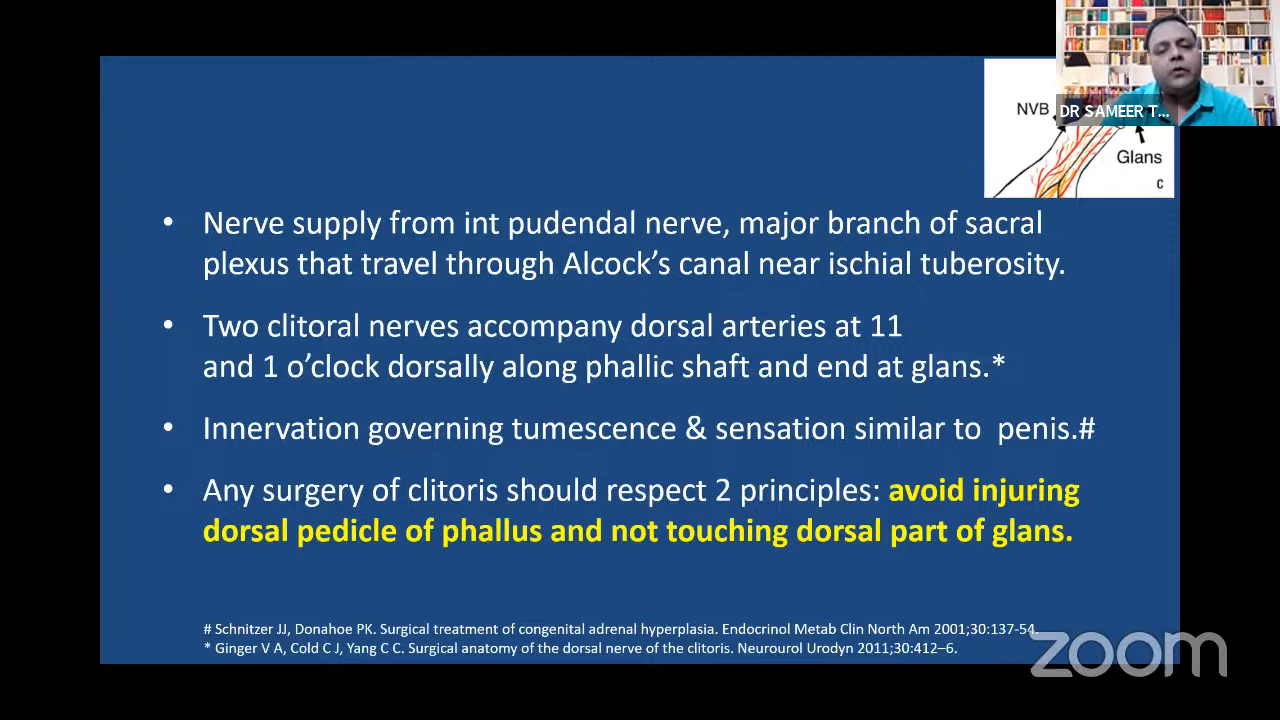 NVB
DR SAMEER T...
Glans
C
• Nerve supply from int pudendal nerve, major branch of sacral
plexus that travel through Alcock’s canal near ischial tuberosity.
• Two clitoral nerves accompany dorsal arteries at 11
and 1 o’clock dorsally along phallic shaft and end at glans.*
• Innervation governing tumescence & sensation similar to penis.#
• Any surgery of clitoris should respect 2 principles: avoid injuring
dorsal pedicle of phallus and not touching dorsal part of glans.
# Schnitzer JJ, Donahoe PK. Surgical treatment of congenital adrenal hyperplasia. Endocrinol Metab Clin North Am 2001;30:137-54.
* Ginger V A, Cold C J, Yang C C. Surgical anatomy of the dorsal nerve of the clitoris. Neurourol Urodyn 2011;30:412–6.
zoom